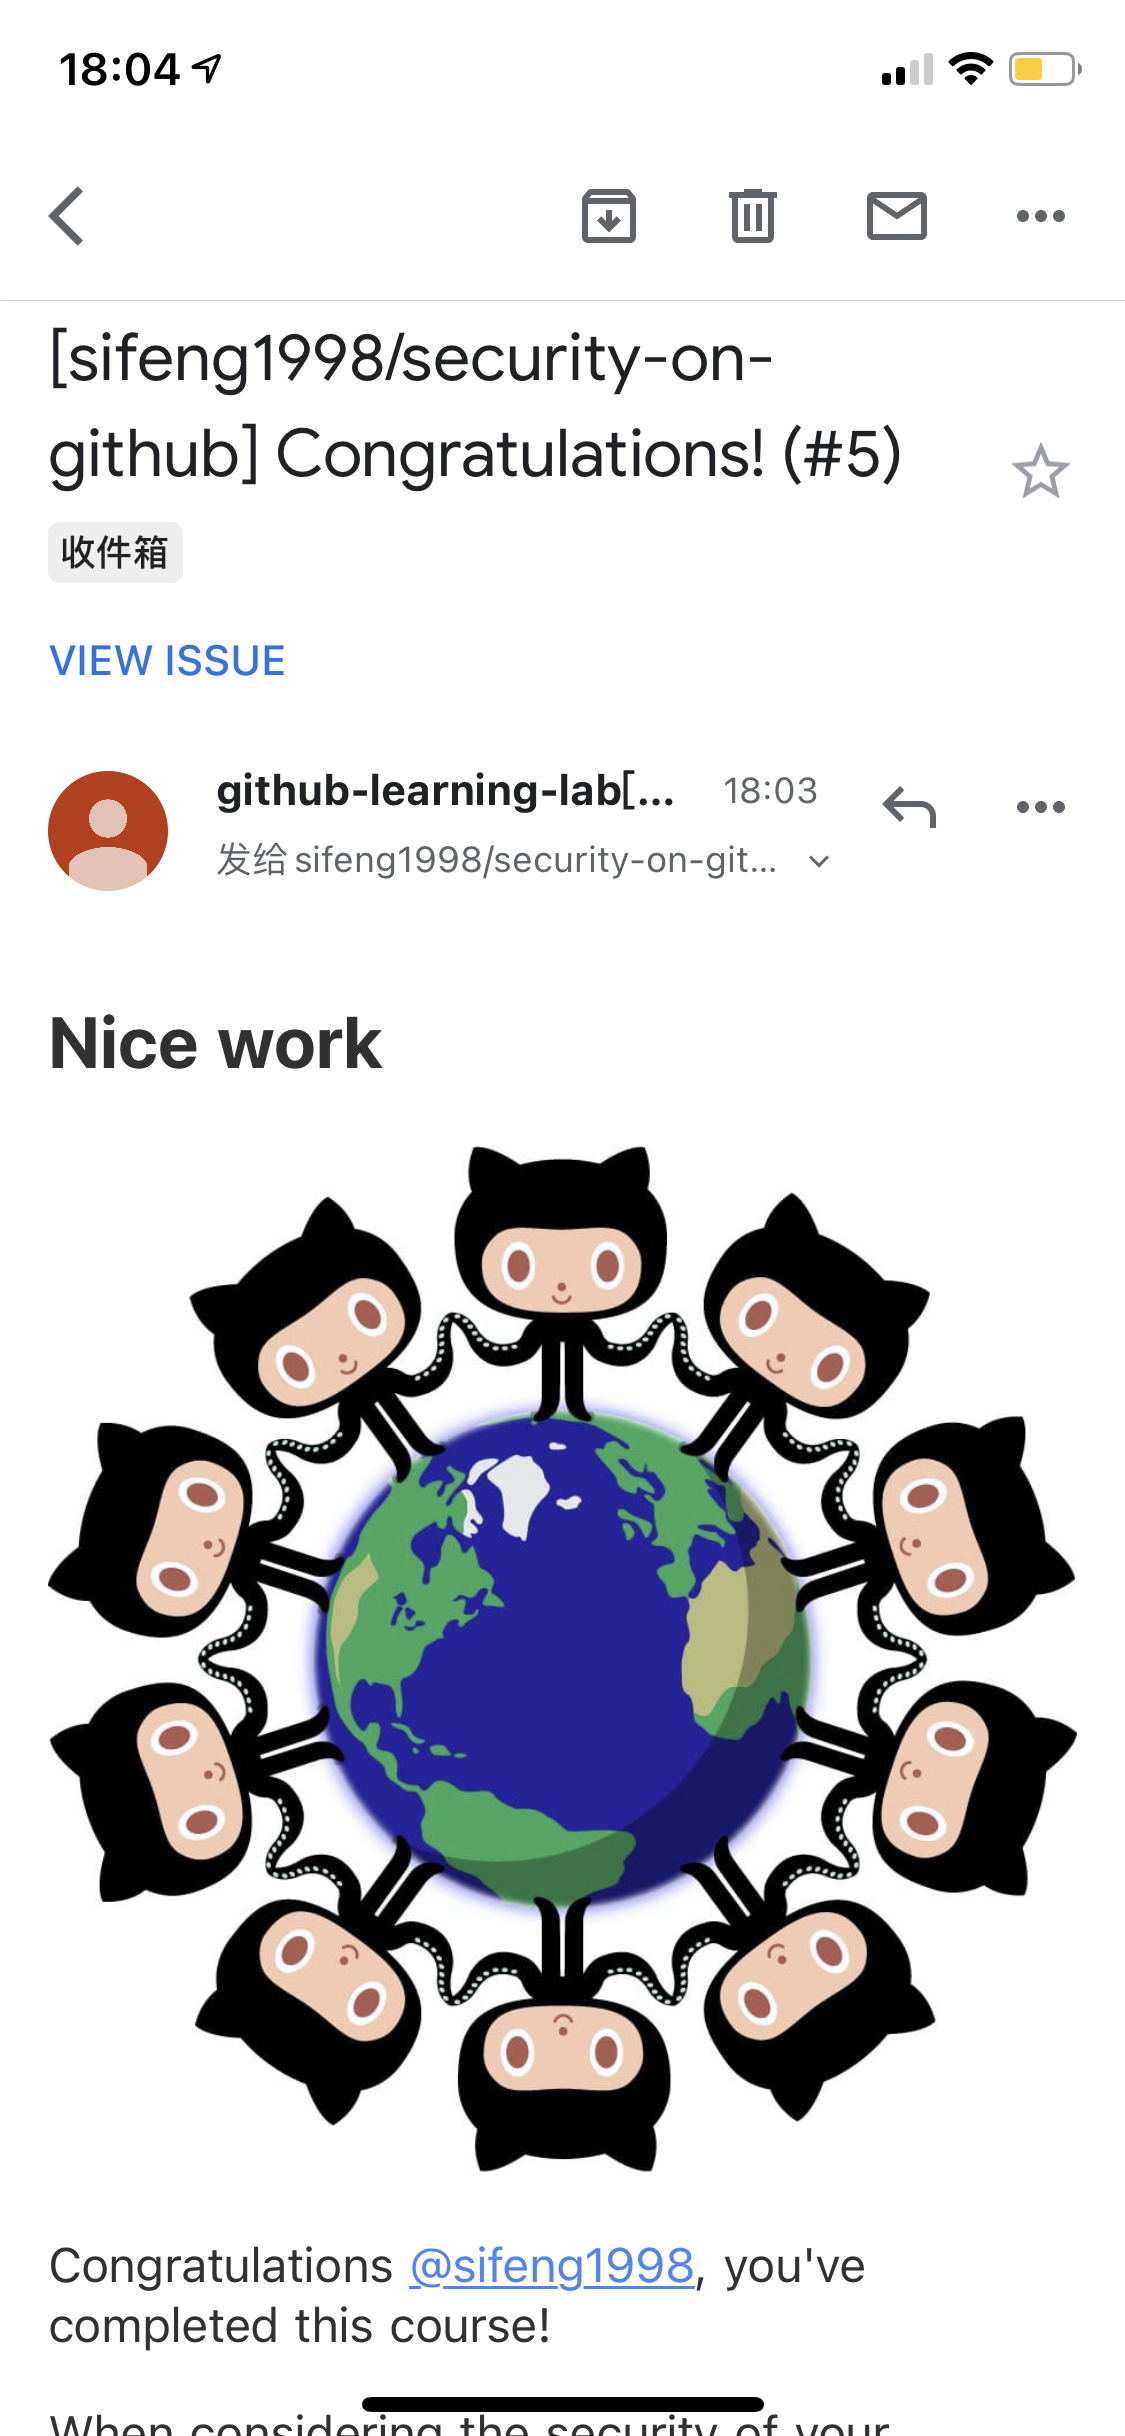 18:04
[sifeng1998/security-on-
github] Congratulations! (#5)
收件箱
VIEW ISSUE
github-learning-lab[... 18:03
发给 sifeng1998/security-on-git...
Nice work
Congratulations @sifeng1998, you've
completed this course!
When considering the security of your